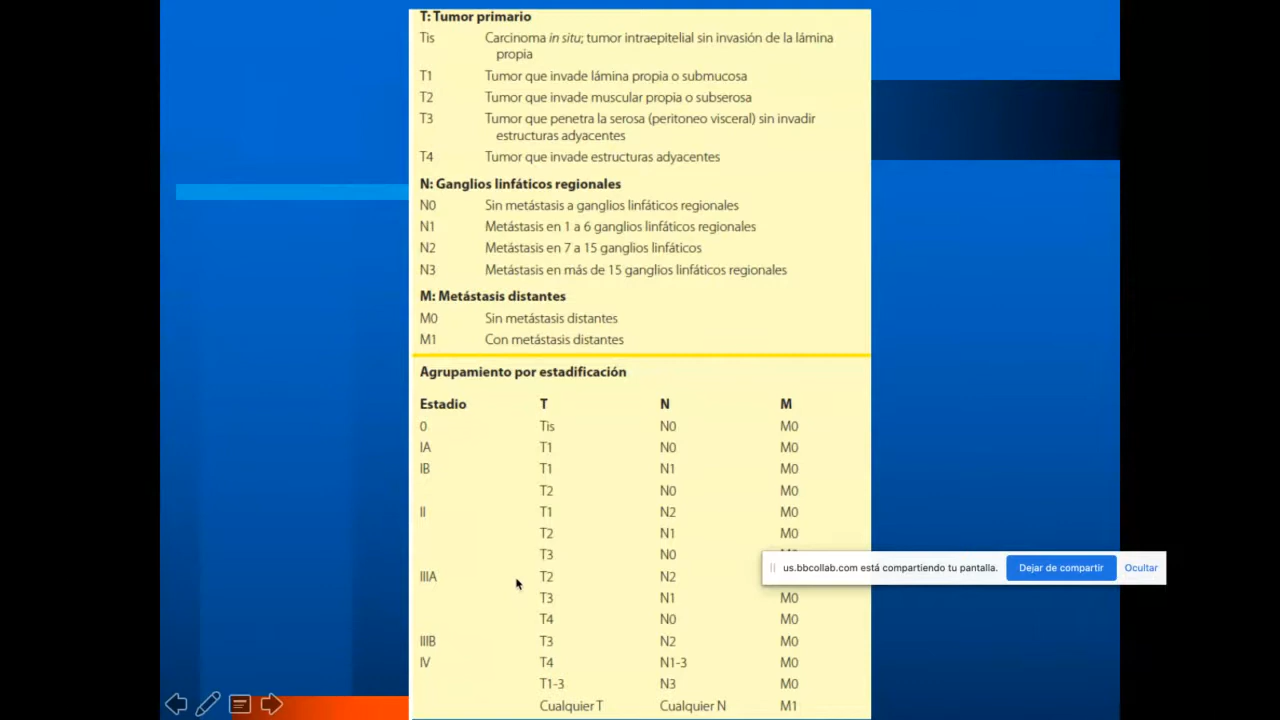 T: Tumor primario
Tis Carcinoma in situ; tumor intraepitelial sin invasión de la lámina
propia
T1 Tumor que invade lámina propia o submucosa
T2 Tumor que invade muscular propia o subserosa
T3 Tumor que penetra la serosa (peritoneo visceral) sin invadir
estructuras adyacentes
T4 Tumor que invade estructuras adyacentes
N: Ganglios linfáticos regionales
N0 Sin metástasis a ganglios linfáticos regionales
N1 Metástasis en 1 a 6 ganglios linfáticos regionales
N2 Metástasis en 7 a 15 ganglios linfáticos
N3 Metástasis en más de 15 ganglios linfáticos regionales
M: Metástasis distantes
M0 Sin metástasis distantes
M1 Con metástasis distantes
Agrupamiento por estadificación
Estadio T N M
0 Tis N0 M0
IA T1 N0 M0
IB T1 N1 M0
T2 N0 M0
II T1 N2 M0
T2 N1 M0
T3 N0
us.bbcollab.com está compartiendo tu pantalla. Dejar de compartir Ocultar
IIIA T2 N2
T3 N1 M0
T4 N0 M0
IIIB T3 N2 M0
IV T4 N1-3 M0
T1-3 N3 M0
Cualquier T Cualquier N M1